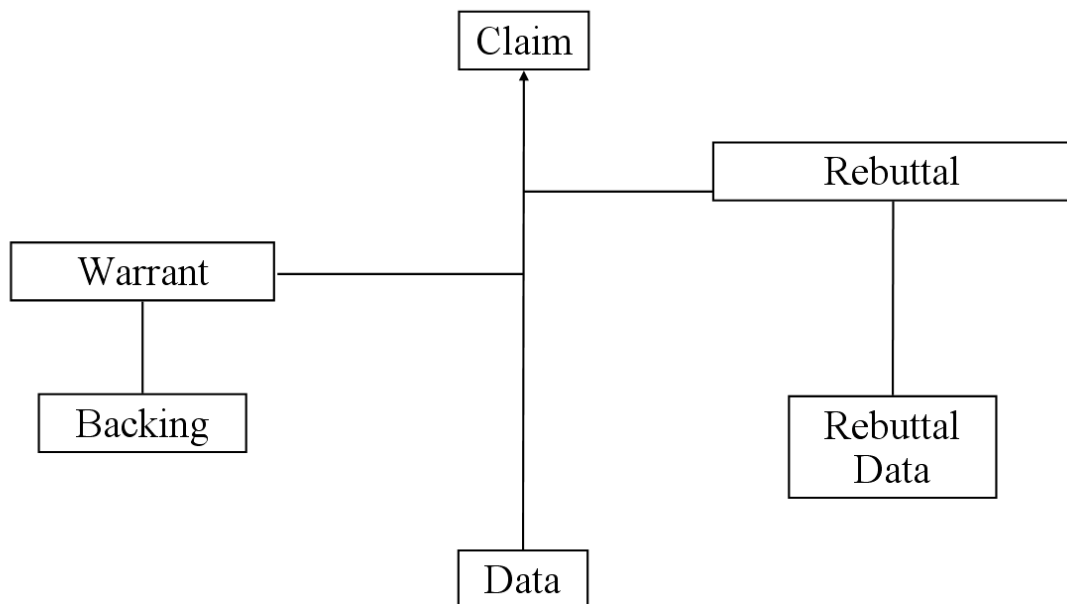 Claim
Rebuttal
Warrant
Backing
Rebuttal
Data
Data